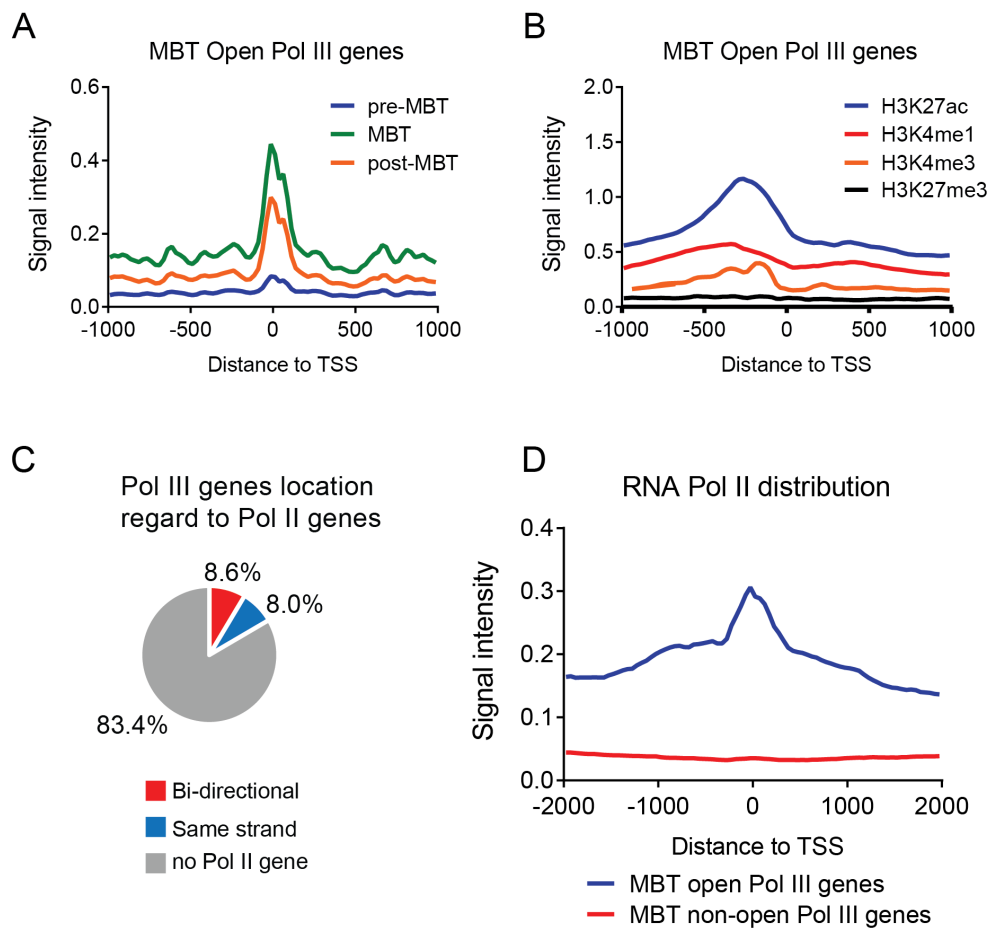 A
MBT Open Pol III genes
0.6
0.4
0.2
0.0
Signal intensity
-1000
-500
0
500
1000
Distance to TSS
pre-MBT
MBT
post-MBT
B
MBT Open Pol III genes
2.0
1.5
1.0
0.5
0.0
Signal intensity
-1000
-500
0
500
1000
Distance to TSS
H3K27ac
H3K4me1
H3K4me3
H3K27me3
C
Pol III genes location
regard to Pol II genes
8.6%
8.0%
83.4%
Bi-directional
Same strand
no Pol II gene
D
RNA Pol II distribution
0.4
0.3
0.2
0.1
0.0
Signal intensity
-2000
-1000
0
1000
2000
Distance to TSS
MBT open Pol III genes
MBT non-open Pol III genes